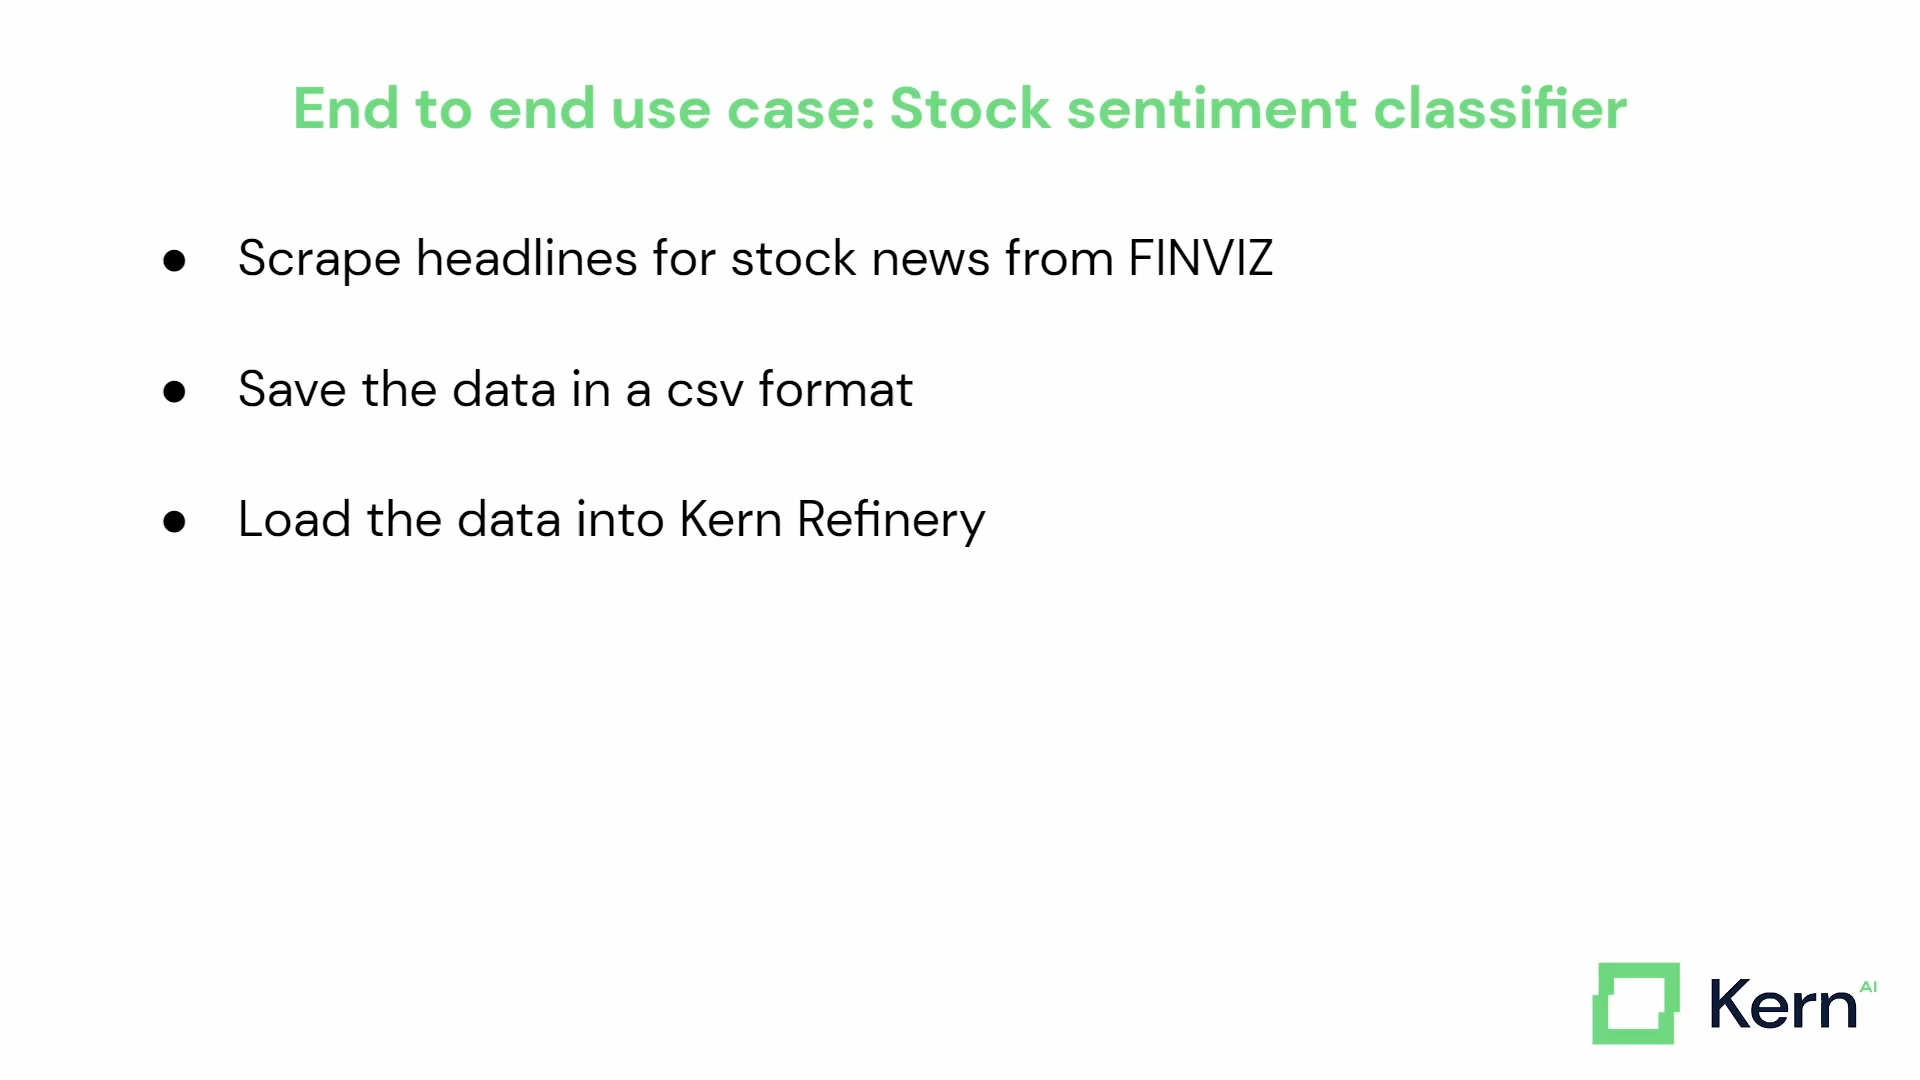 End to end use case: Stock sentiment classifier
● Scrape headlines for stock news from FINVIZ
● Save the data in a csv format
● Load the data into Kern Refinery
Kern AI